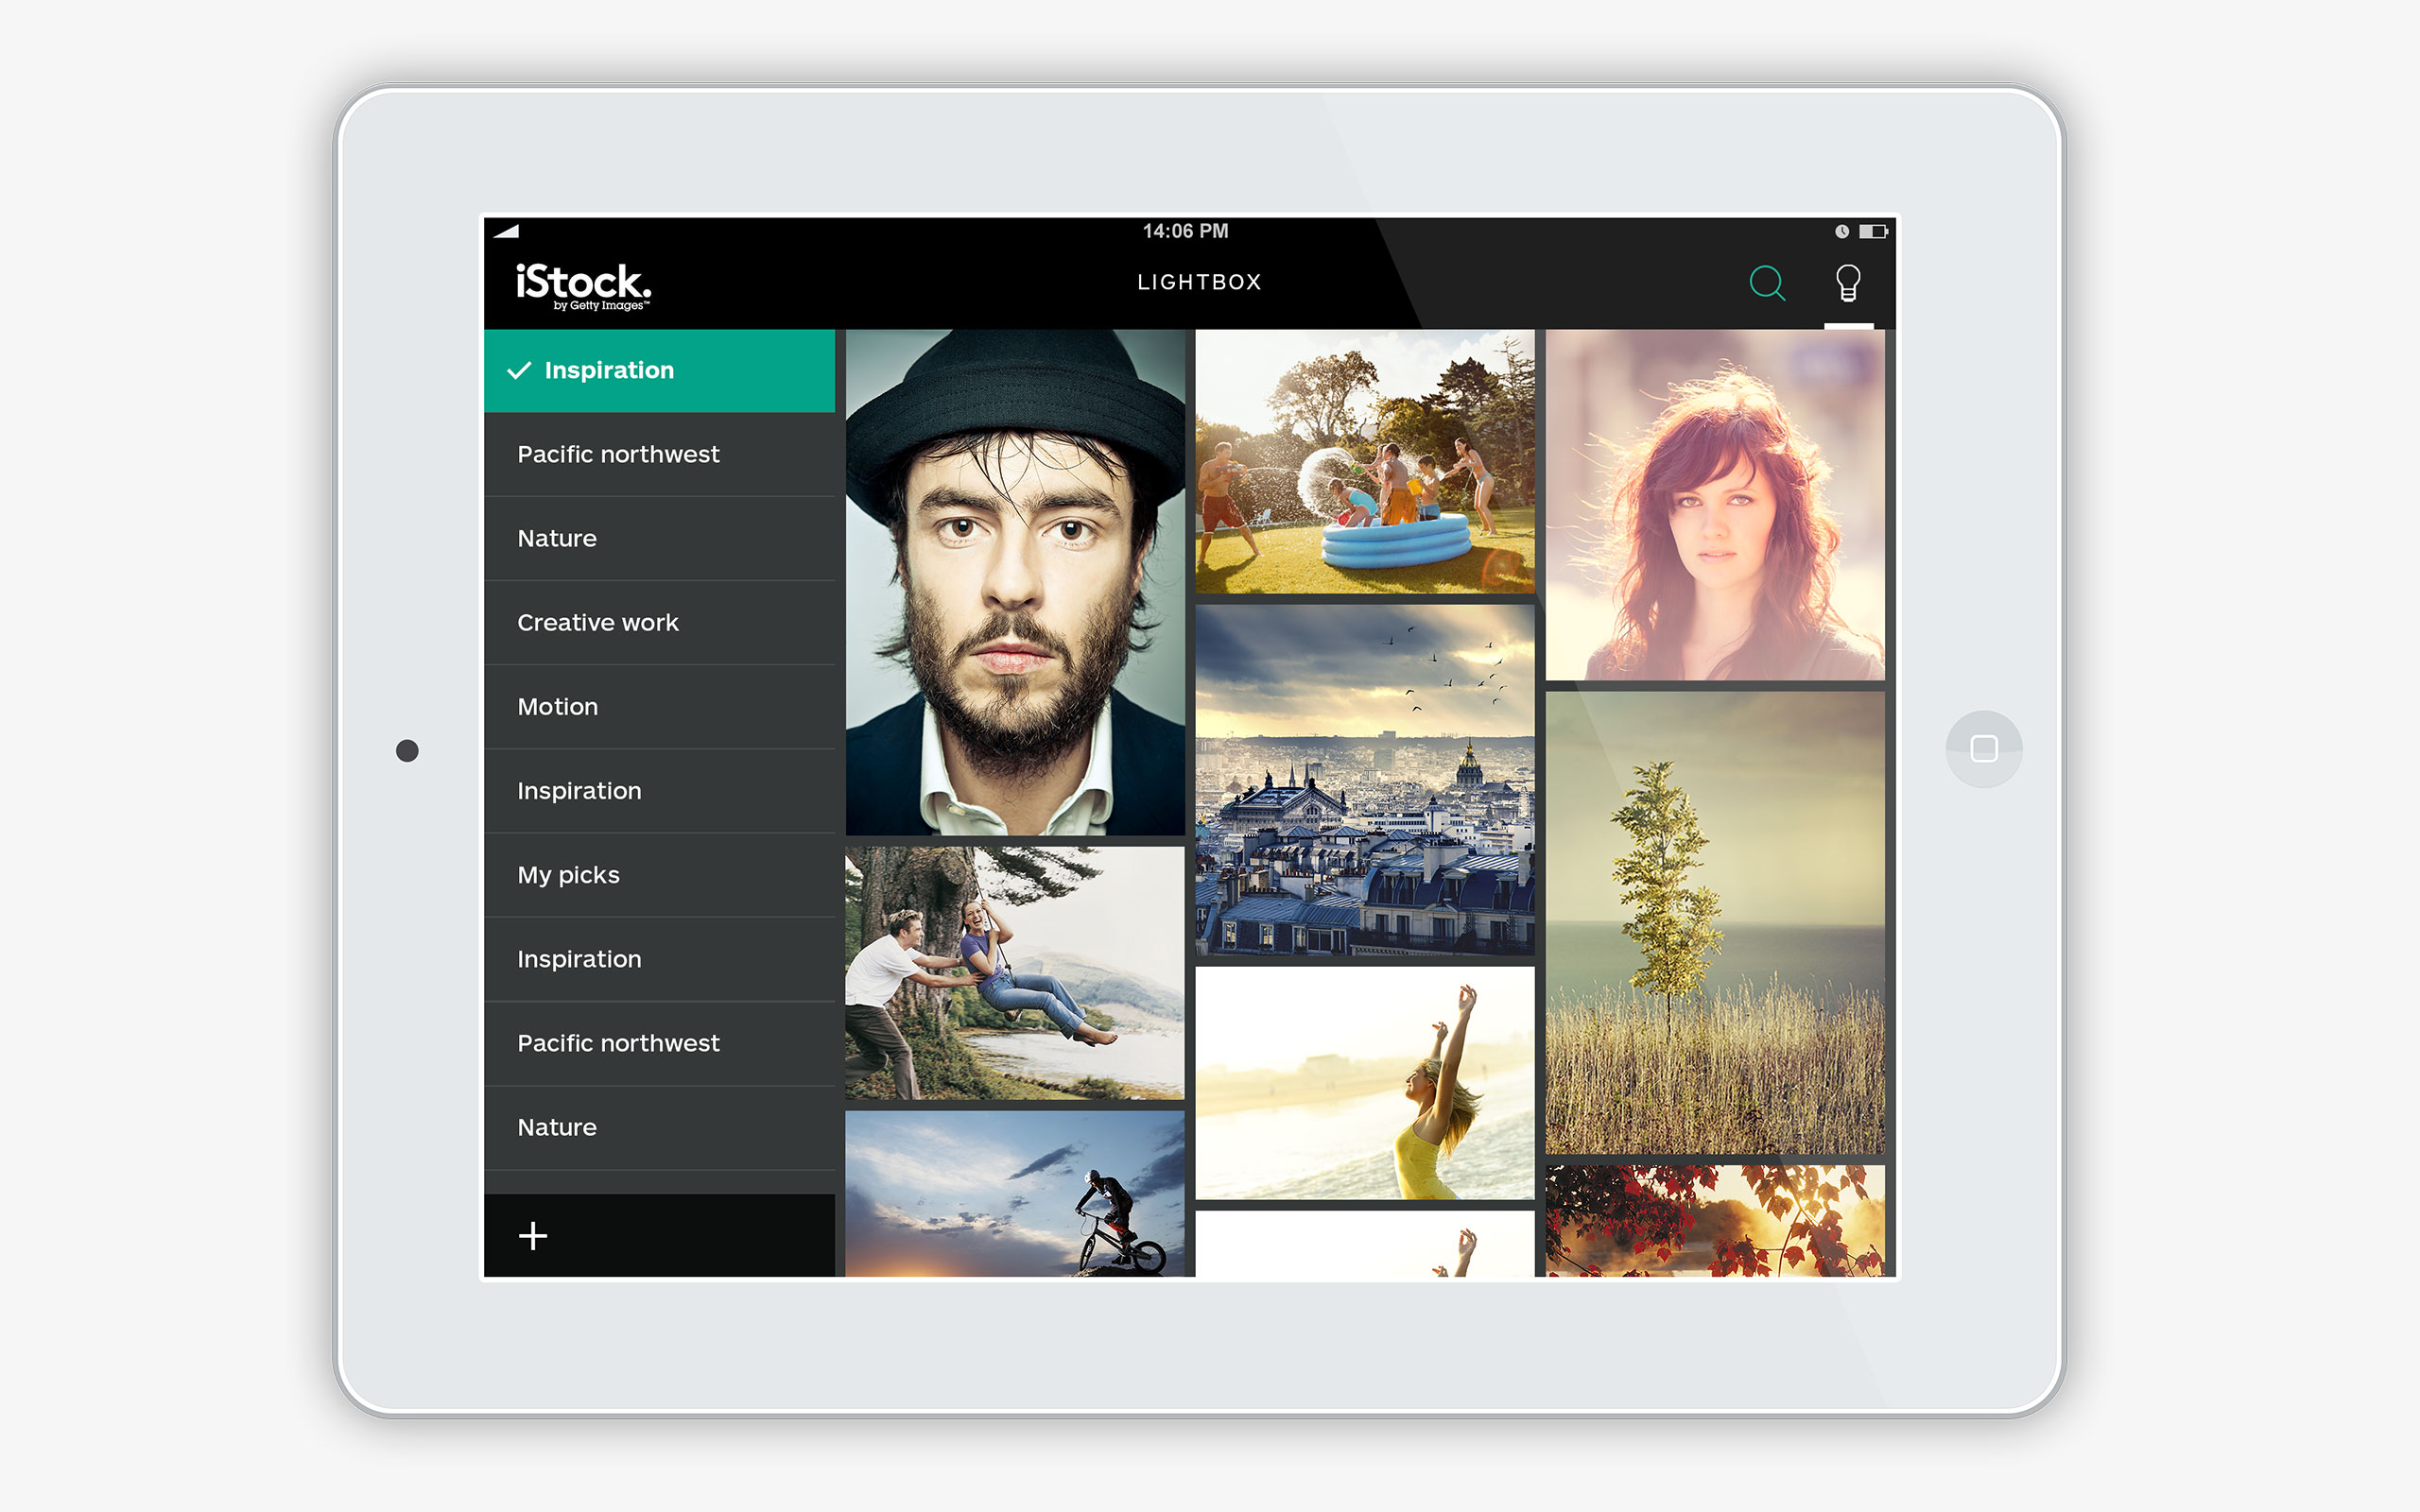 14:06 PM
iStock.
by Getty Images™
LIGHTBOX
Inspiration
Pacific northwest
Nature
Creative work
Motion
Inspiration
My picks
Inspiration
Pacific northwest
Nature